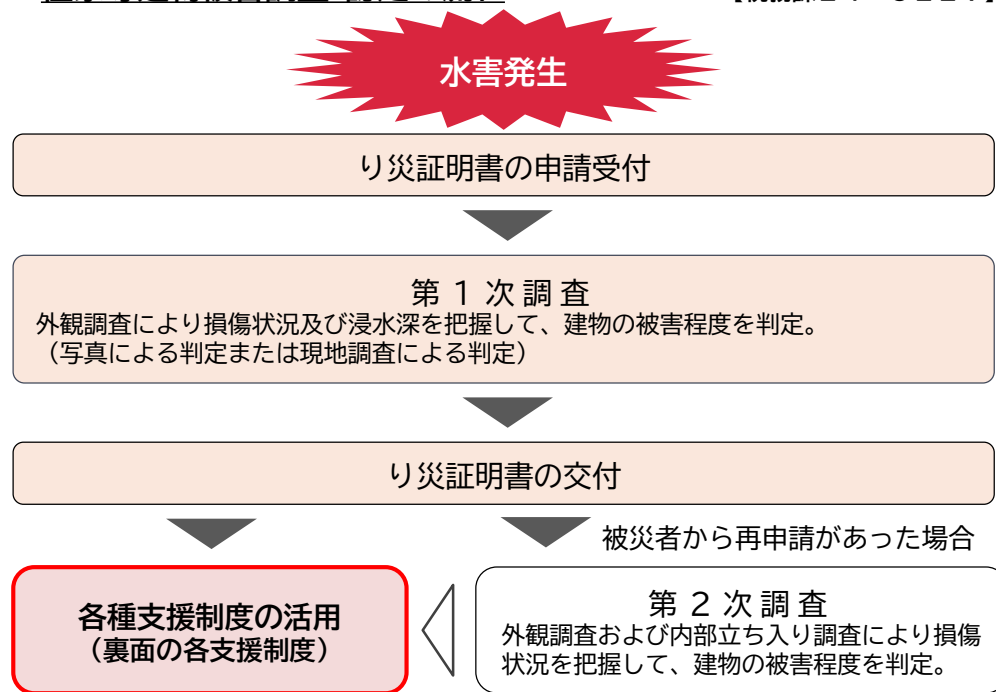 水害発生
り災証明書の申請受付
第１次調査
外観調査により損傷状況及び浸水深を把握して、建物の被害程度を判定。
（写真による判定または現地調査による判定）
り災証明書の交付
被災者から再申請があった場合
各種支援制度の活用
（裏面の各支援制度）
第２次調査
外観調査および内部立ち入り調査により損傷
状況を把握して、建物の被害程度を判定。